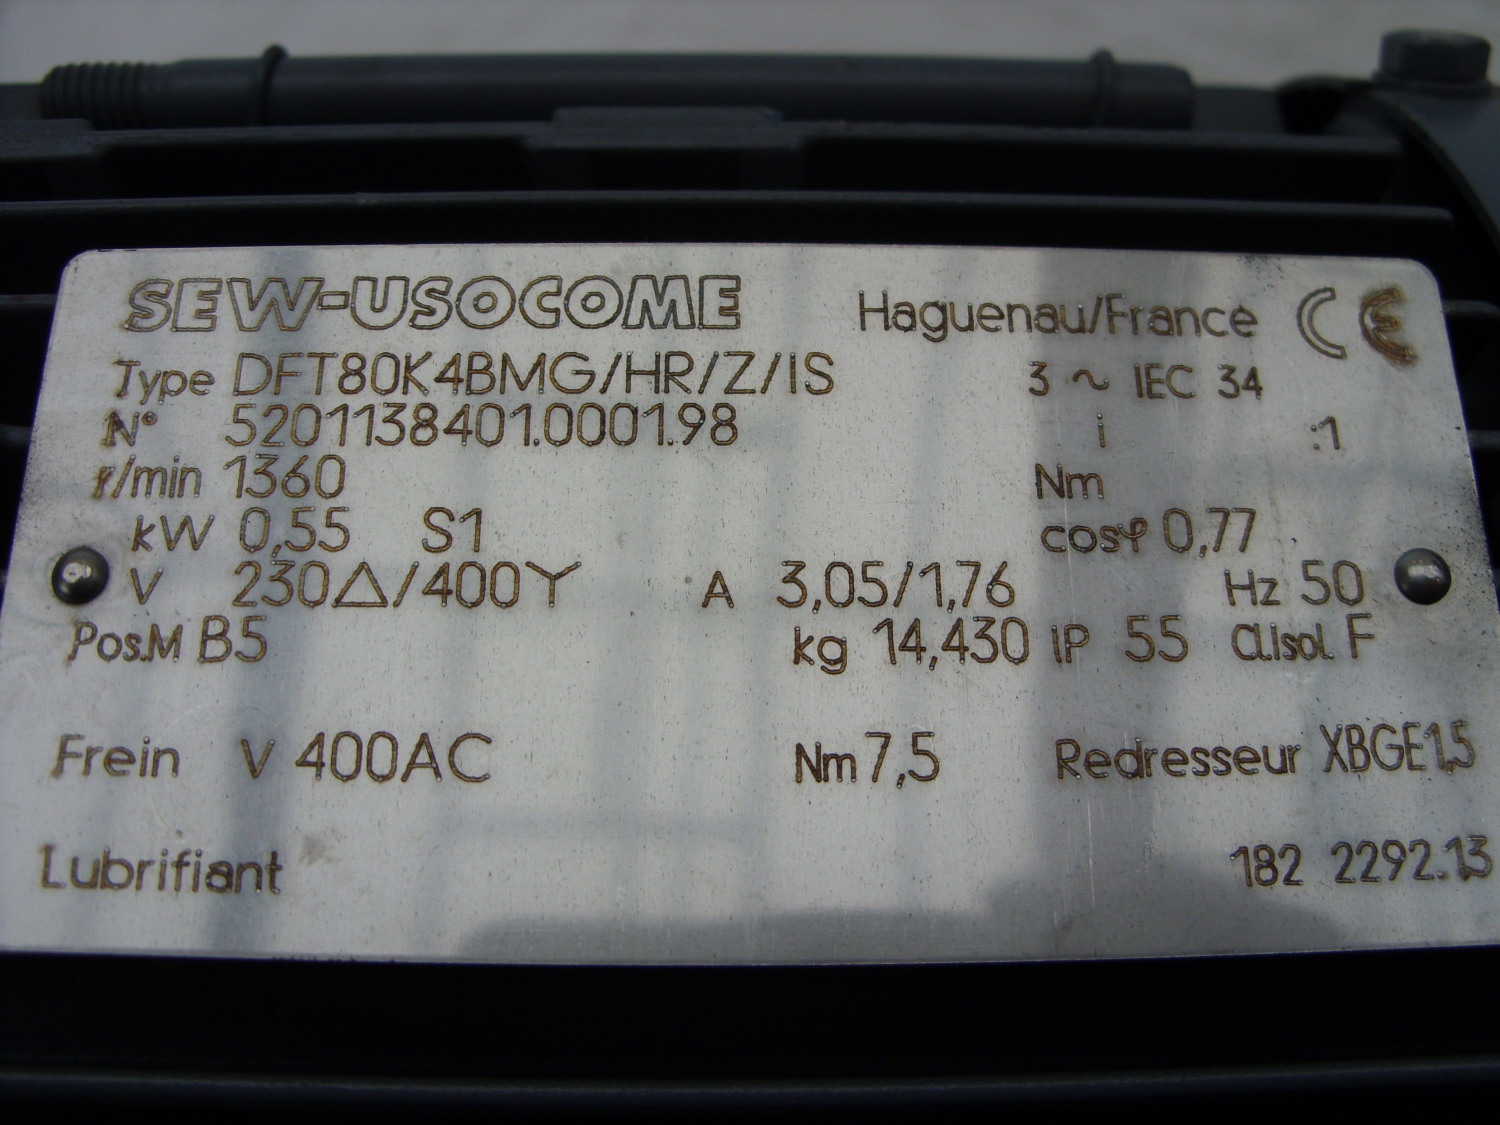 SEW-USOCOME Haguenau/France CE
Type DFT80K4BMG/HR/Z/IS 3 ~ IEC 34
N° 5201138401.0001.98 i :1
r/min 1360 Nm
kW 0,55 S1 cosφ 0,77
V 230△/400Y A 3,05/1,76 Hz 50
Pos.M B5 kg 14,430 IP 55 Cl.Isol. F
Frein V 400AC Nm 7,5 Redresseur XBGE1,5
Lubrifiant 182 2292.13